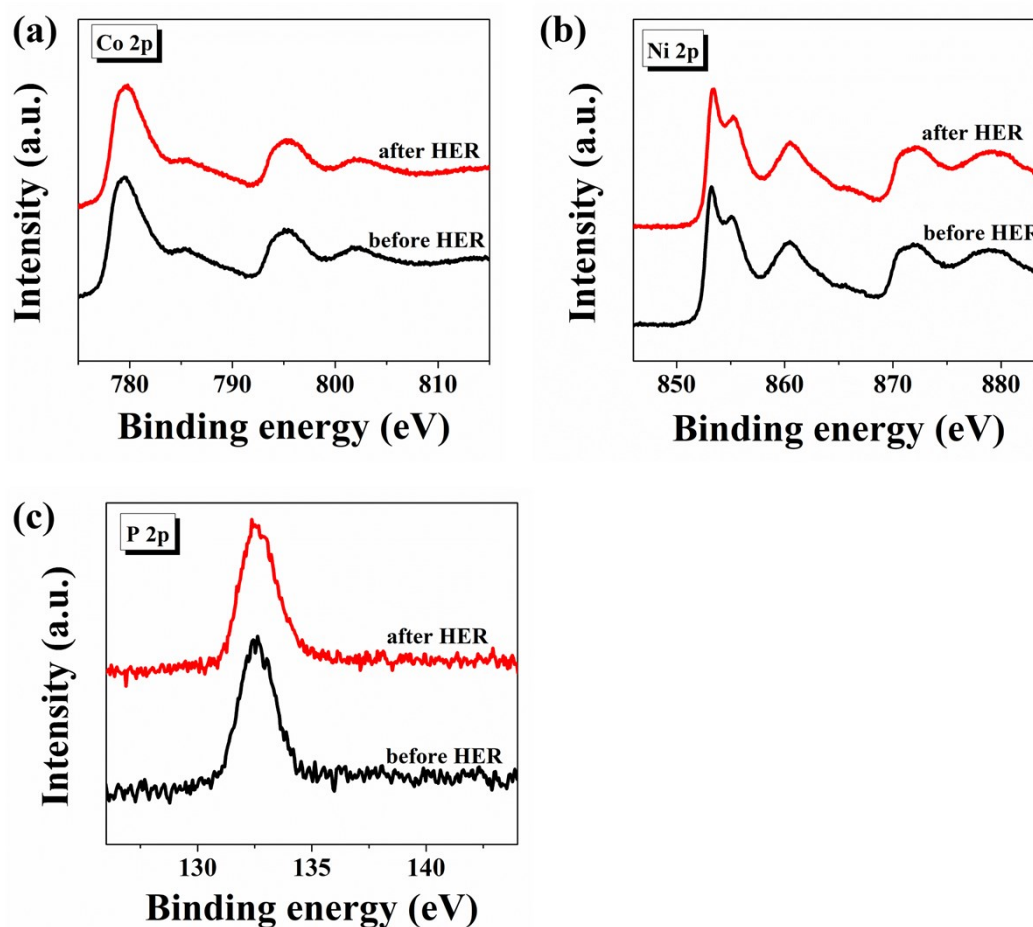 (a)
Co 2p
after HER
before HER
Intensity (a.u.)
780 790 800 810
Binding energy (eV)
(b)
Ni 2p
after HER
before HER
Intensity (a.u.)
850 860 870 880
Binding energy (eV)
(c)
P 2p
after HER
before HER
Intensity (a.u.)
130 135 140
Binding energy (eV)